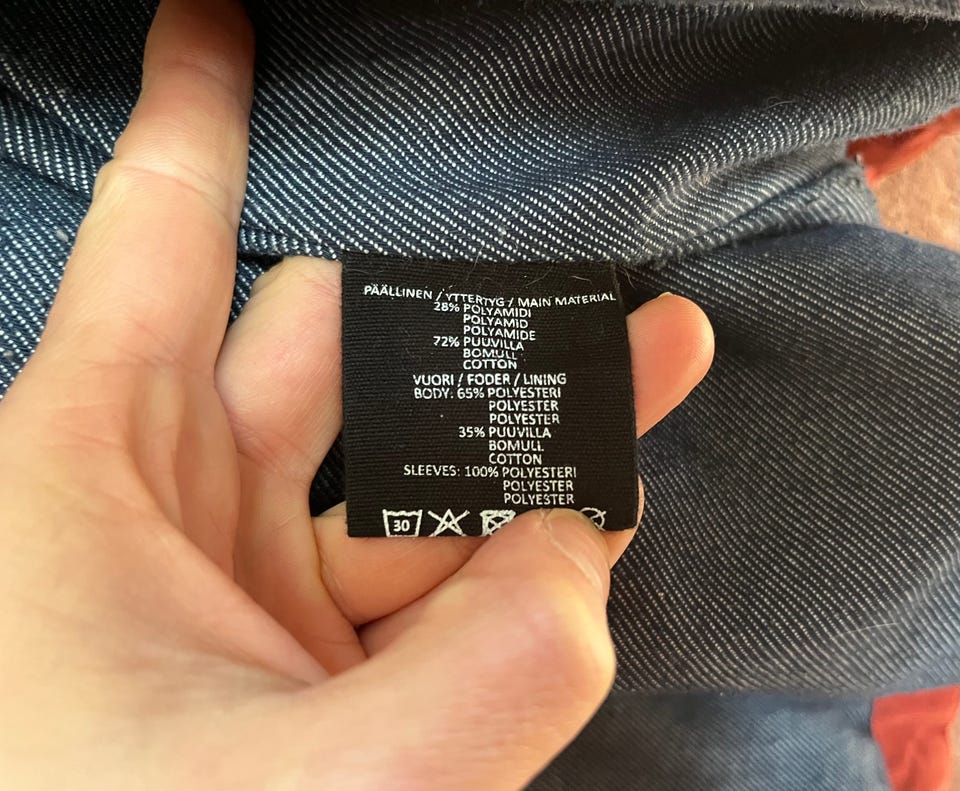 PÄÄLLINEN / YTTERTYG / MAIN MATERIAL
28% POLYAMIDI
POLYAMID
POLYAMIDE
72% PUUVILLA
BOMULL
COTTON
VUORI / FODER / LINING
BODY: 65% POLYESTERI
POLYESTER
POLYESTER
35% PUUVILLA
BOMULL
COTTON
SLEEVES: 100% POLYESTERI
POLYESTER
POLYESTER
30